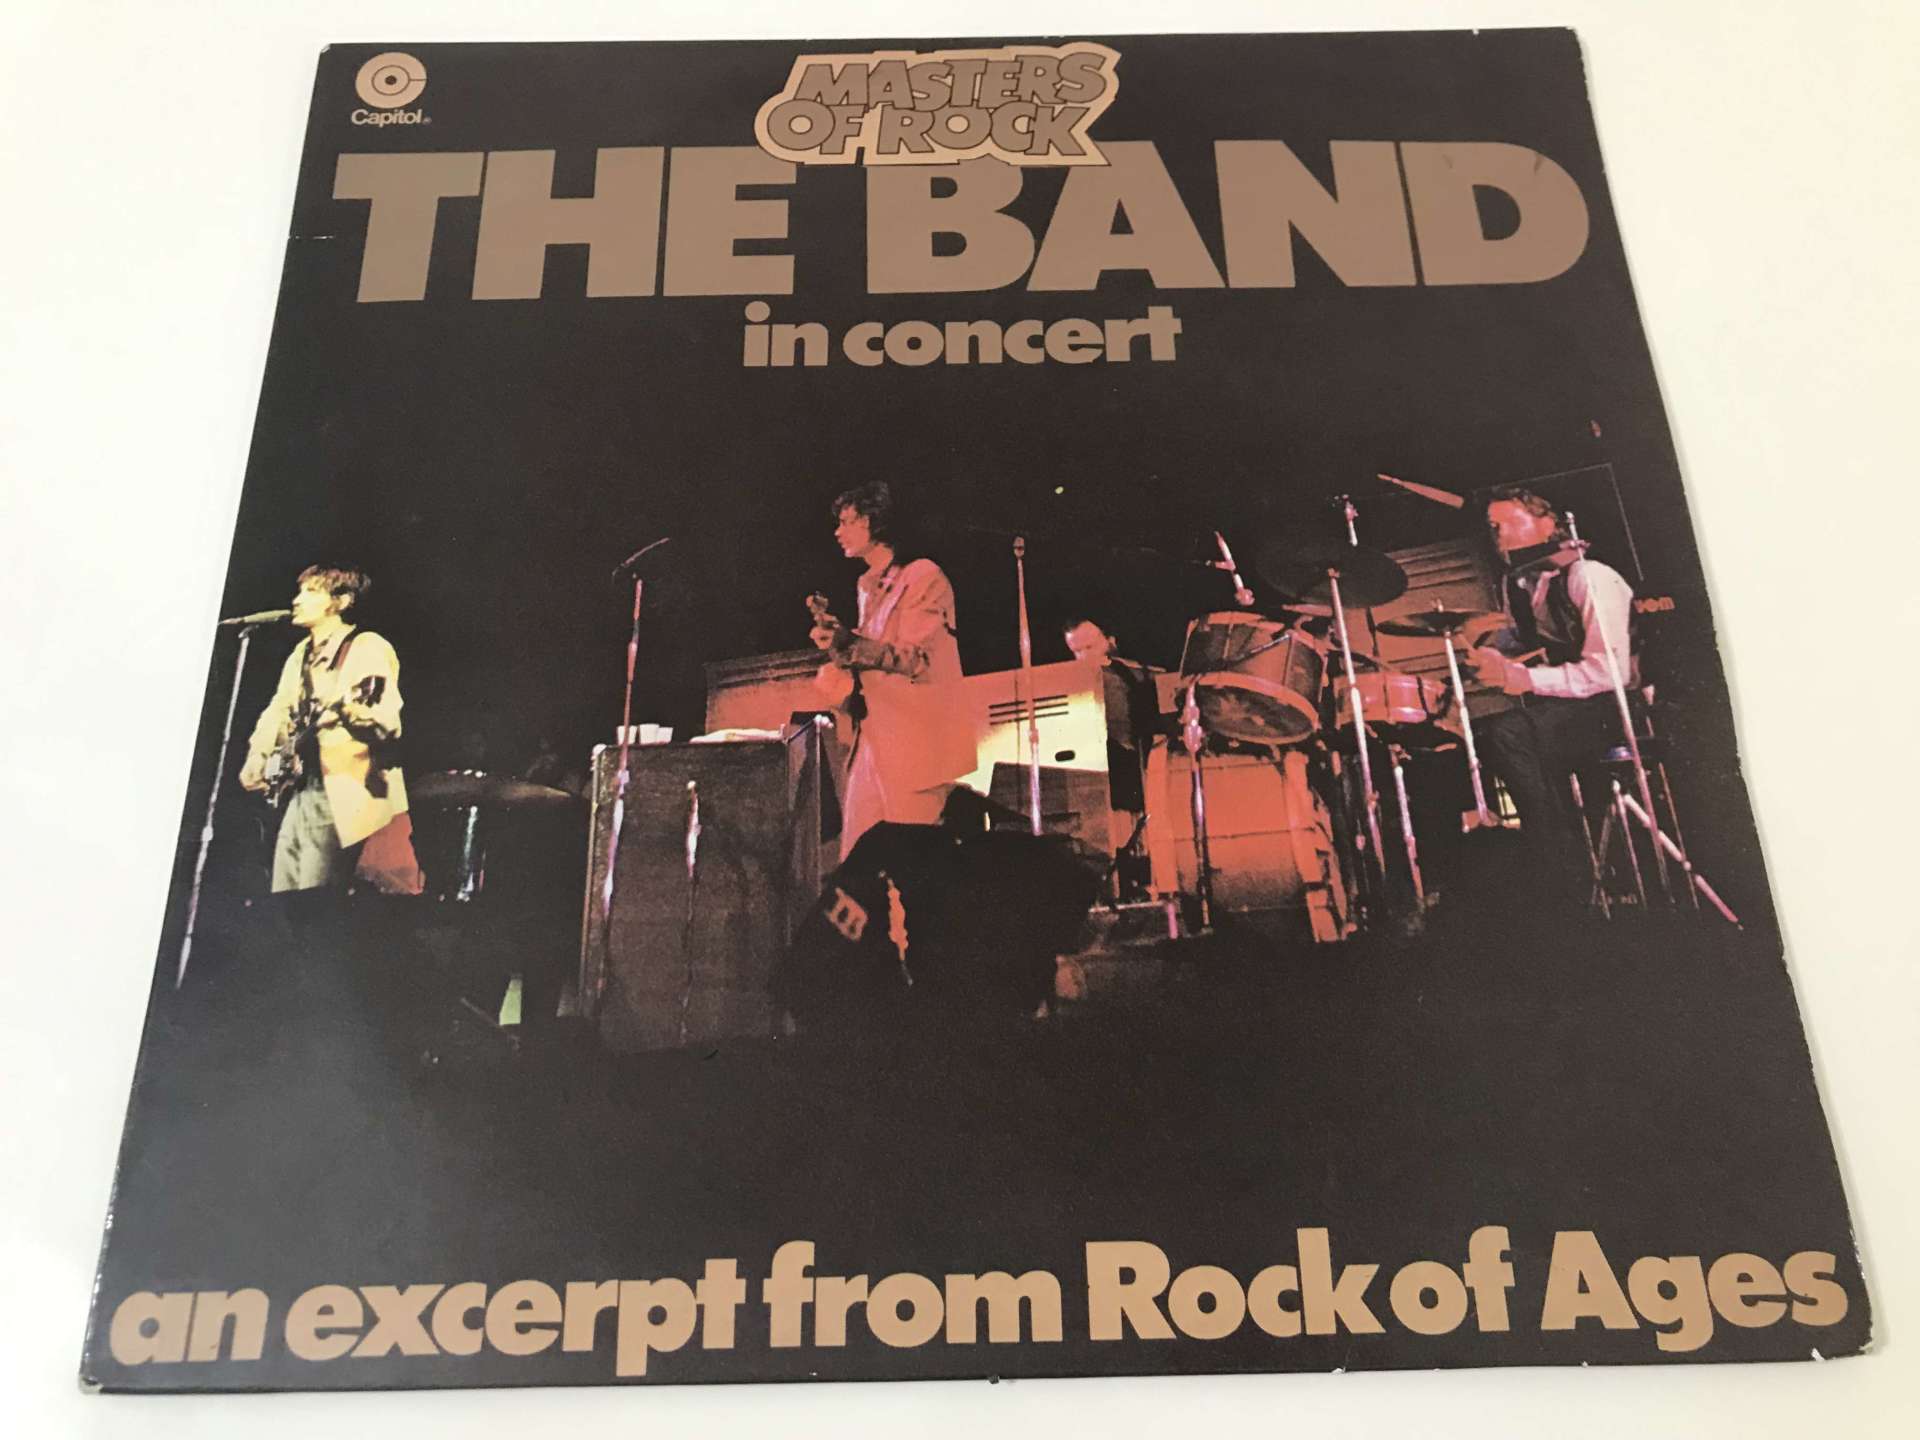 Capitol®
MASTERS
OF ROCK
THE BAND
in concert
an excerpt from Rock of Ages